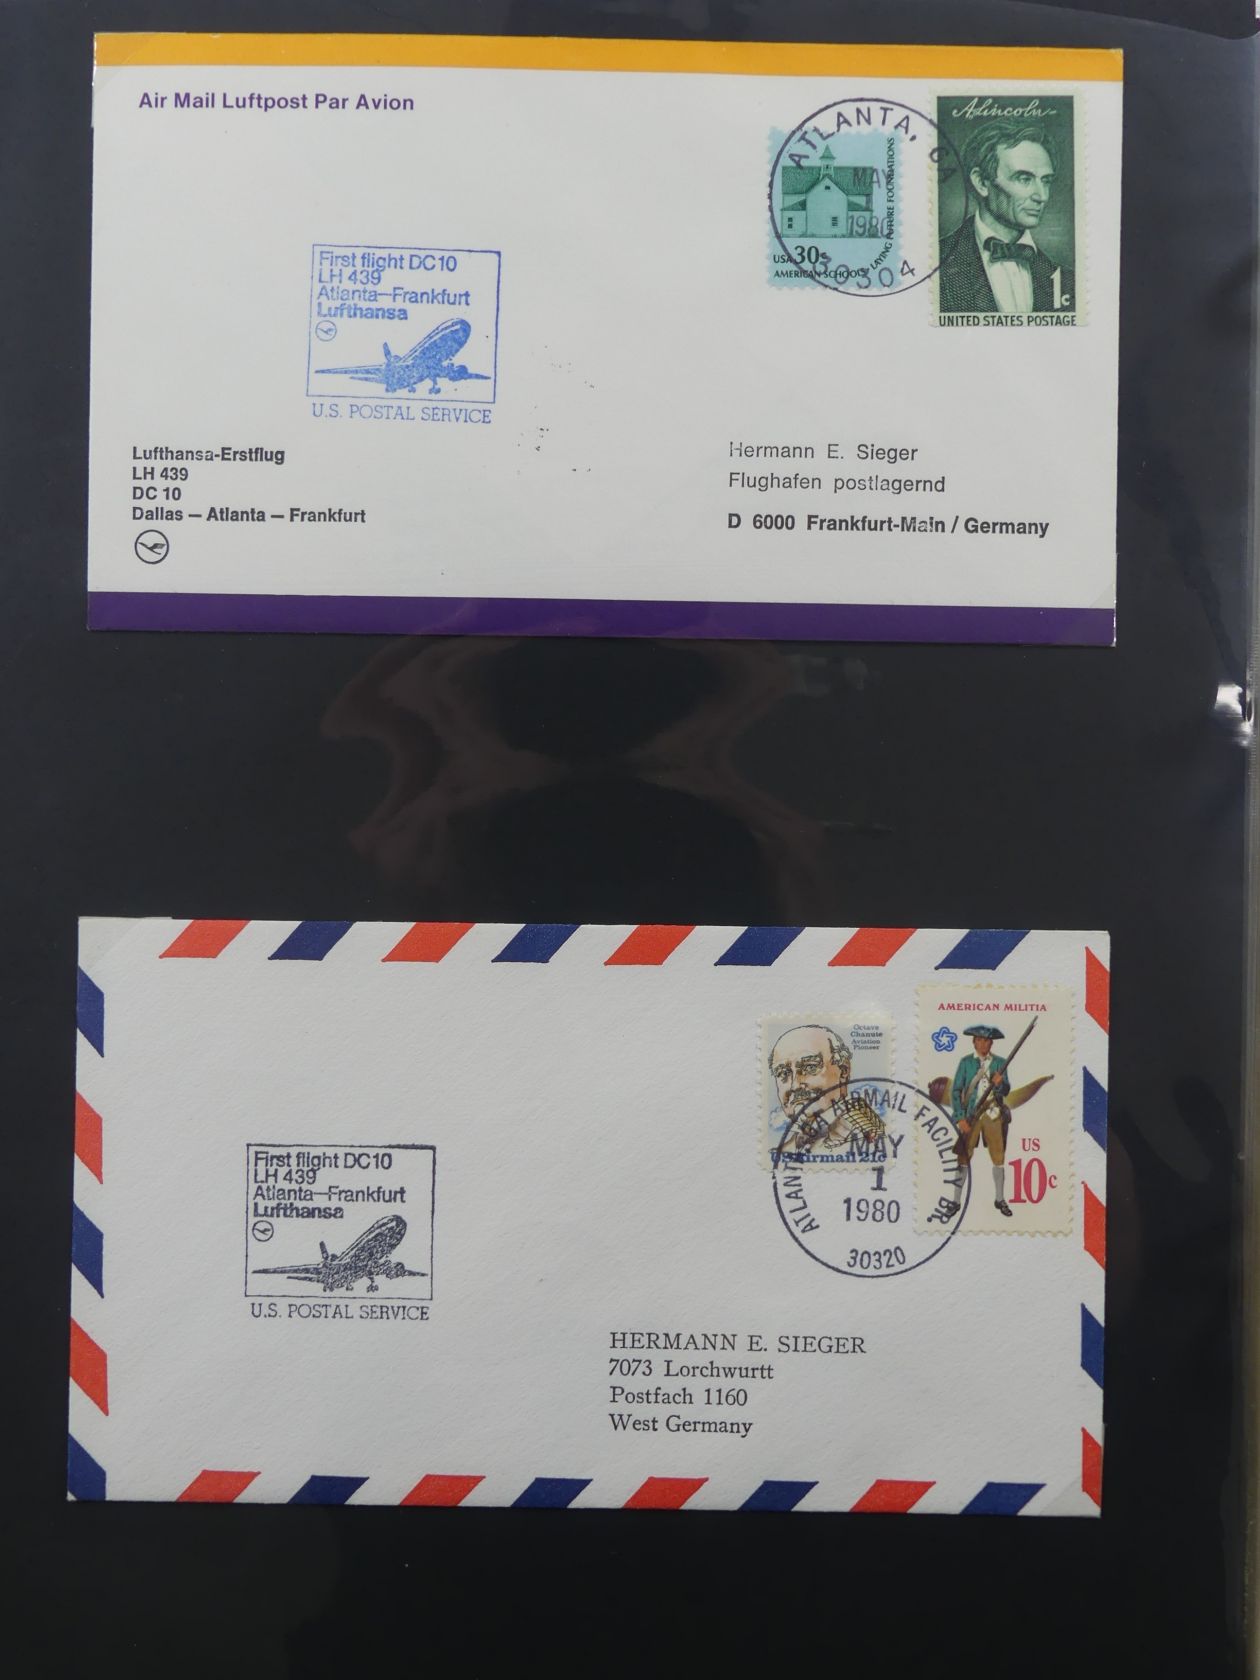 Air Mail Luftpost Par Avion
ATLANTA, GA
MAY
1
1980
30304
USA 30c
AMERICAN SCHOOLS
LAYING FUTURE FOUNDATIONS
A. Lincoln
1c
UNITED STATES POSTAGE
First flight DC10
LH 439
Atlanta—Frankfurt
Lufthansa
U.S. POSTAL SERVICE
Lufthansa-Erstflug
LH 439
DC 10
Dallas — Atlanta — Frankfurt
Hermann E. Sieger
Flughafen postlagernd
D 6000 Frankfurt-Main / Germany
Octave
Chanute
Aviation
Pioneer
US Airmail 21c
AMERICAN MILITIA
US
10c
ATLANTA GA AIRMAIL FACILITY BR.
MAY
1
1980
30320
First flight DC10
LH 439
Atlanta—Frankfurt
Lufthansa
U.S. POSTAL SERVICE
HERMANN E. SIEGER
7073 Lorchwurtt
Postfach 1160
West Germany